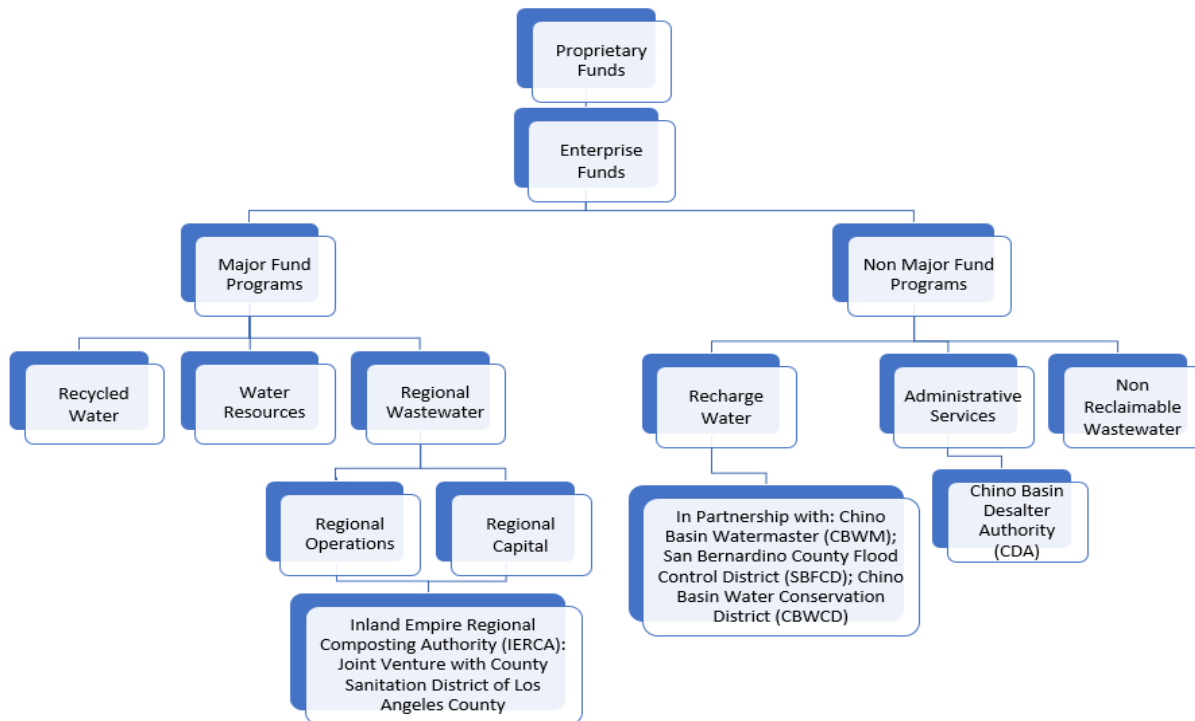 Proprietary
Funds
Enterprise
Funds
Major Fund
Programs
Non Major Fund
Programs
Recycled
Water
Water
Resources
Regional
Wastewater
Recharge
Water
Administrative
Services
Non
Reclaimable
Wastewater
Regional
Operations
Regional
Capital
In Partnership with: Chino
Basin Watermaster (CBWM);
San Bernardino County Flood
Control District (SBFCD); Chino
Basin Water Conservation
District (CBWCD)
Chino Basin
Desalter
Authority
(CDA)
Inland Empire Regional
Composting Authority (IERCA):
Joint Venture with County
Sanitation District of Los
Angeles County